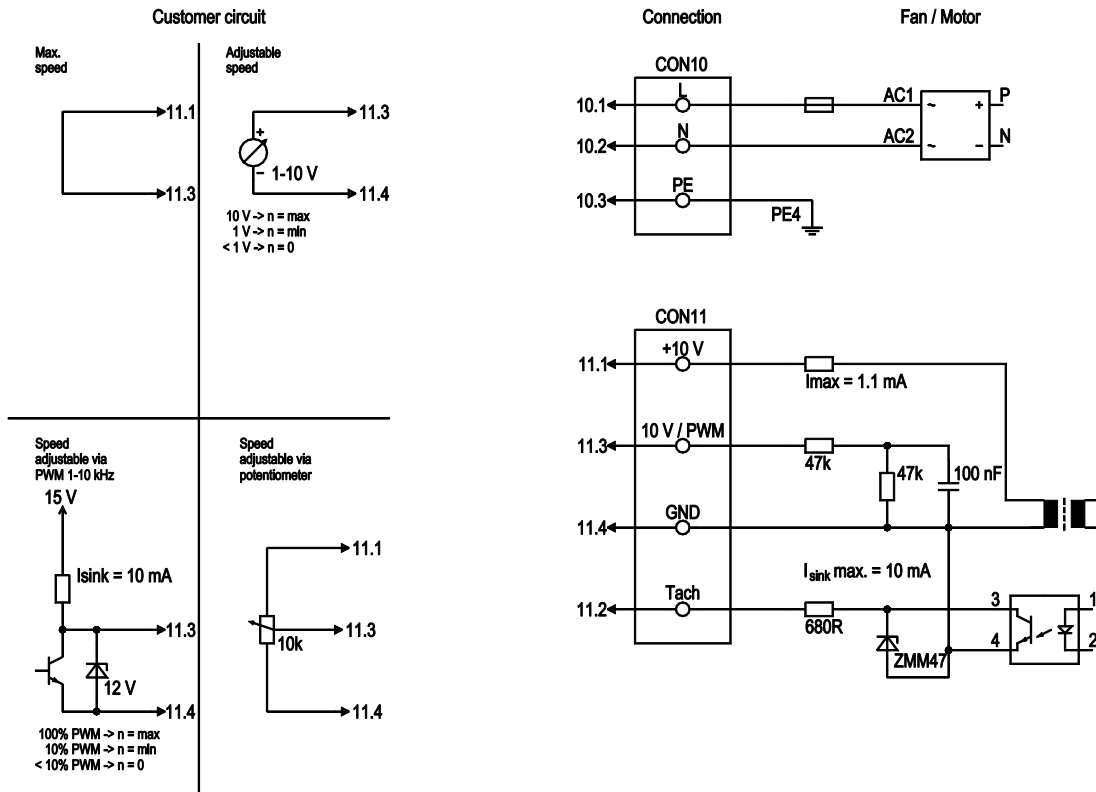 Customer circuit
Connection
Fan / Motor
Max.
speed
11.1
11.3
Adjustable
speed
11.3
+
−
1-10 V
11.4
10 V -> n = max
1 V -> n = min
< 1 V -> n = 0
CON10
10.1
L
AC1
~
+
P
10.2
N
AC2
~
−
N
10.3
PE
PE4
CON11
11.1
+10 V
Imax = 1.1 mA
11.3
10 V / PWM
47k
47k
100 nF
11.4
GND
Isink max. = 10 mA
11.2
Tach
680R
ZMM47
3
1
4
2
Speed
adjustable via
PWM 1-10 kHz
15 V
Isink = 10 mA
11.3
12 V
11.4
100% PWM -> n = max
10% PWM -> n = min
< 10% PWM -> n = 0
Speed
adjustable via
potentiometer
11.1
11.3
10k
11.4